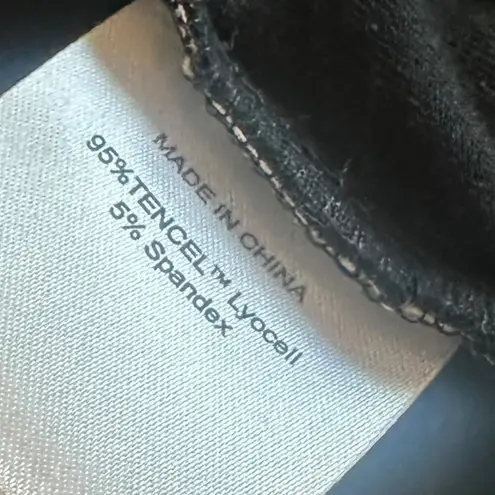 MADE IN CHINA
95%TENCEL™ Lyocell
5% Spandex